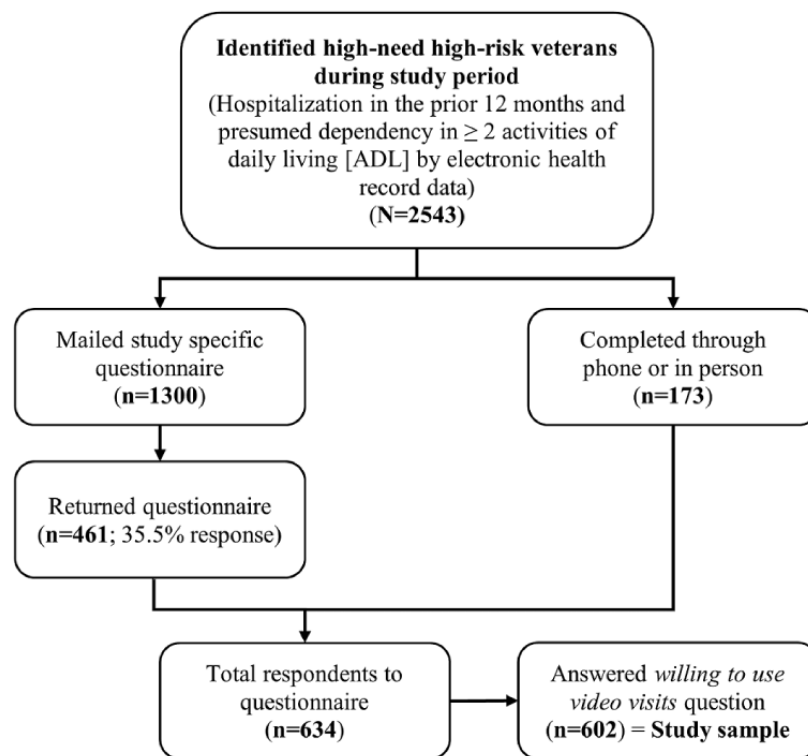 Identified high-need high-risk veterans
during study period
(Hospitalization in the prior 12 months and
presumed dependency in ≥ 2 activities of
daily living [ADL] by electronic health
record data)
(N=2543)
Mailed study specific
questionnaire
(n=1300)
Completed through
phone or in person
(n=173)
Returned questionnaire
(n=461; 35.5% response)
Total respondents to
questionnaire
(n=634)
Answered willing to use
video visits question
(n=602) = Study sample